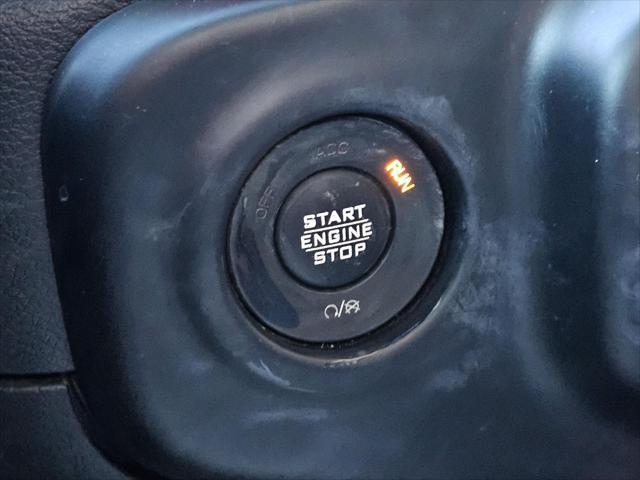 ACC
RUN
OFF
START
ENGINE
STOP